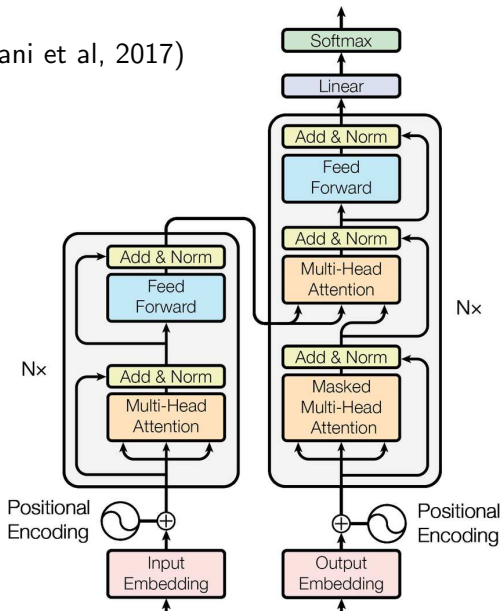 ani et al, 2017)
Softmax
Linear
Add & Norm
Feed
Forward
Add & Norm
Multi-Head
Attention
Nx
Add & Norm
Masked
Multi-Head
Attention
Positional
Encoding
Output
Embedding
Add & Norm
Feed
Forward
Nx
Add & Norm
Multi-Head
Attention
Positional
Encoding
Input
Embedding